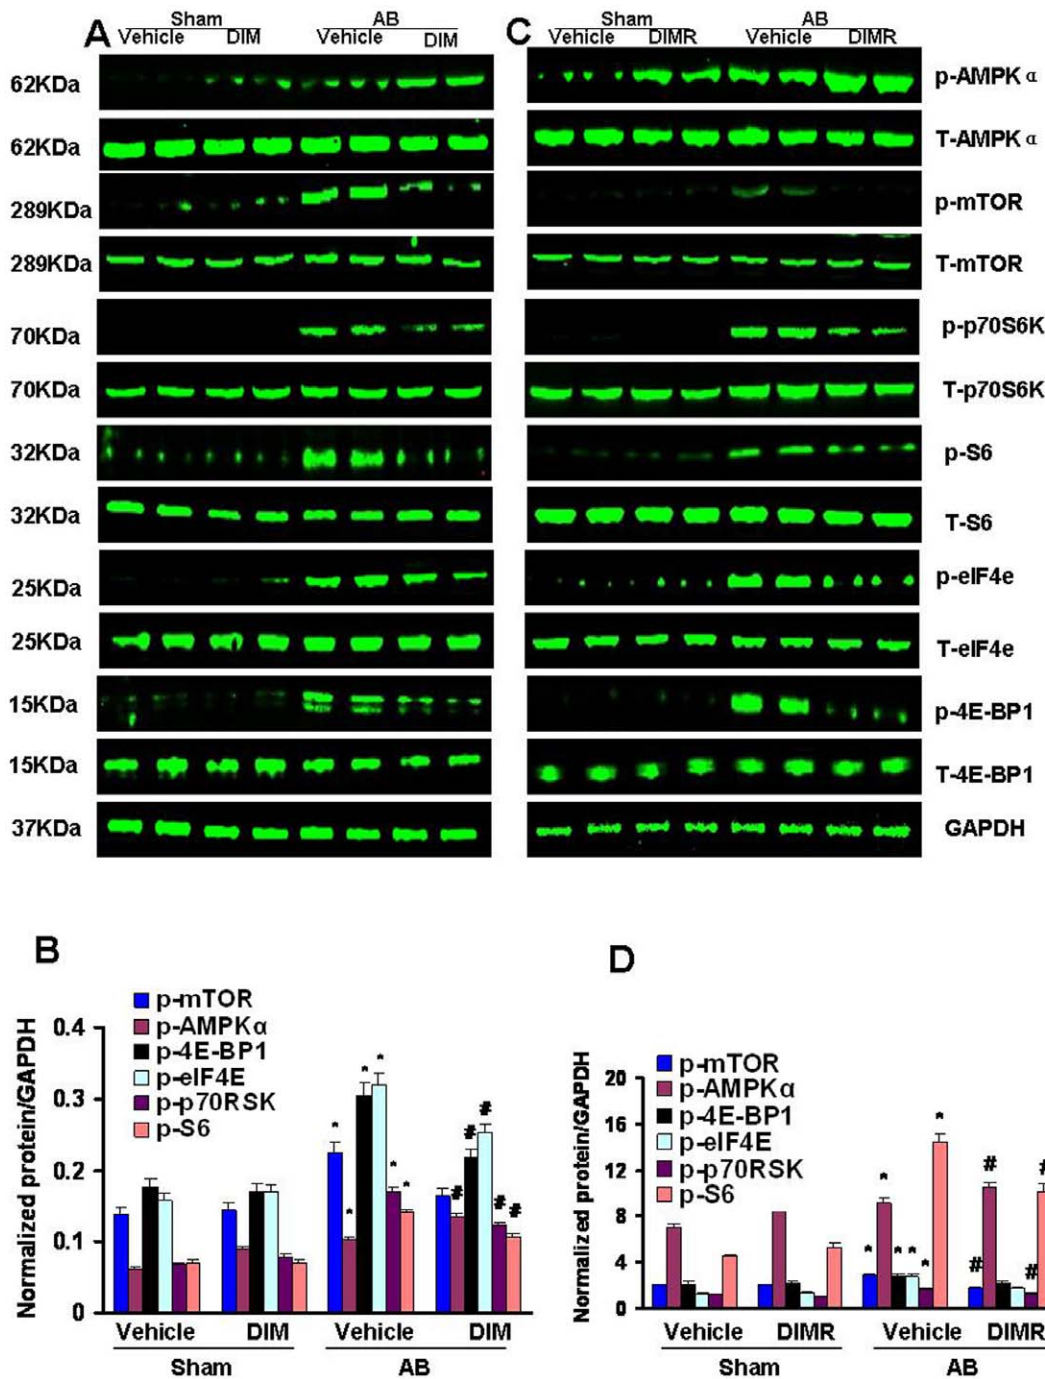 A
Sham
AB
Vehicle DIM Vehicle DIM
62KDa
62KDa
289KDa
289KDa
70KDa
70KDa
32KDa
32KDa
25KDa
25KDa
15KDa
15KDa
37KDa
C
Sham
AB
Vehicle DIMR Vehicle DIMR
p-AMPKα
T-AMPKα
p-mTOR
T-mTOR
p-p70S6K
T-p70S6K
p-S6
T-S6
p-eIF4e
T-eIF4e
p-4E-BP1
T-4E-BP1
GAPDH
B
Normalized protein/GAPDH
p-mTOR
p-AMPKα
p-4E-BP1
p-eIF4E
p-p70RSK
p-S6
0.4
0.3
0.2
0.1
0
* * * * * *
# # # # #
Vehicle DIM Vehicle DIM
Sham AB
D
Normalized protein/GAPDH
p-mTOR
p-AMPKα
p-4E-BP1
p-eIF4E
p-p70RSK
p-S6
20
16
12
8
4
0
* * * * * *
# # # #
Vehicle DIMR Vehicle DIMR
Sham AB